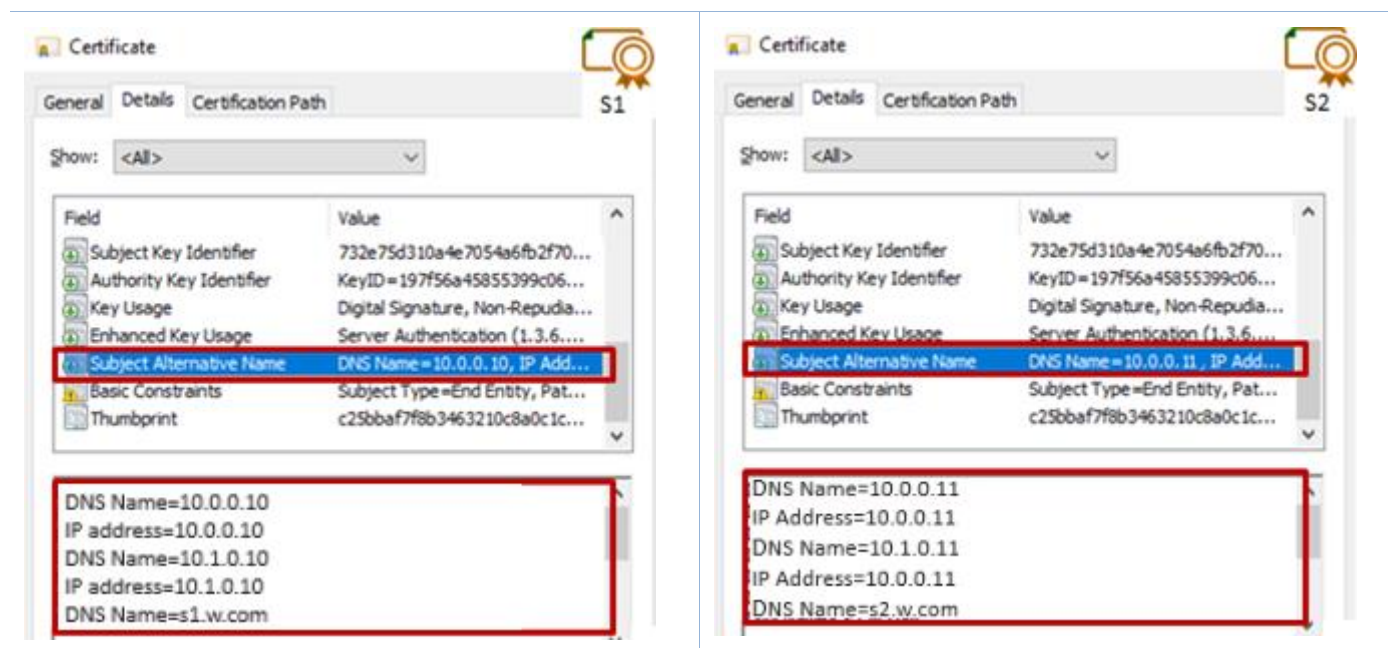 Certificate
S1
General Details Certification Path
Show: <All>
Field Value
Subject Key Identifier 732e75d310a4e7054a6fb2f70...
Authority Key Identifier KeyID=197f56a45855399c06...
Key Usage Digital Signature, Non-Repudia...
Enhanced Key Usage Server Authentication (1.3.6....
Subject Alternative Name DNS Name=10.0.0.10, IP Add...
Basic Constraints Subject Type=End Entity, Pat...
Thumbprint c25bbaf7f8b3463210c8a0c1c...
DNS Name=10.0.0.10
IP address=10.0.0.10
DNS Name=10.1.0.10
IP address=10.1.0.10
DNS Name=s1.w.com
Certificate
S2
General Details Certification Path
Show: <All>
Field Value
Subject Key Identifier 732e75d310a4e7054a6fb2f70...
Authority Key Identifier KeyID=197f56a45855399c06...
Key Usage Digital Signature, Non-Repudia...
Enhanced Key Usage Server Authentication (1.3.6....
Subject Alternative Name DNS Name=10.0.0.11 , IP Add...
Basic Constraints Subject Type=End Entity, Pat...
Thumbprint c25bbaf7f8b3463210c8a0c1c...
DNS Name=10.0.0.11
IP Address=10.0.0.11
DNS Name=10.1.0.11
IP Address=10.0.0.11
DNS Name=s2.w.com